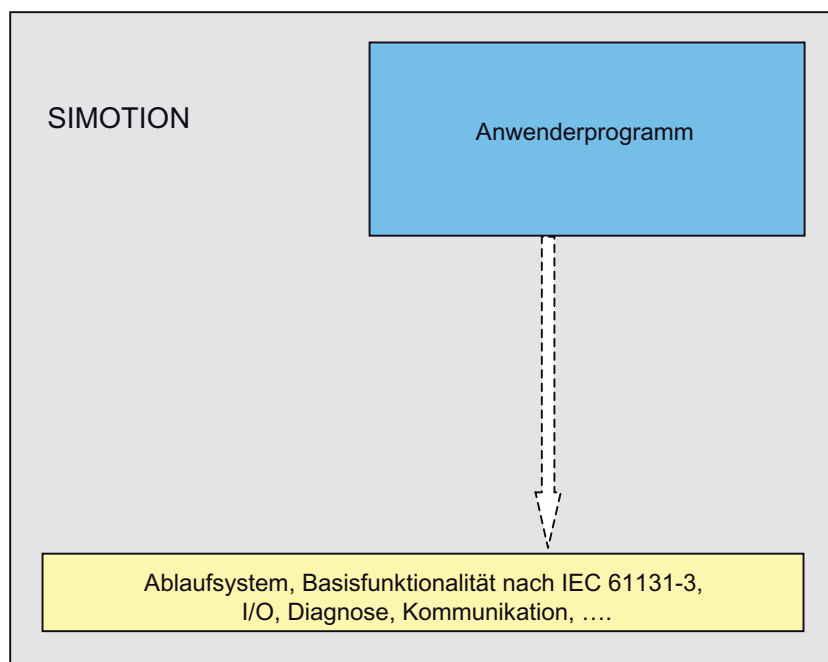 SIMOTION
Anwenderprogramm
Ablaufsystem, Basisfunktionalität nach IEC 61131-3,
I/O, Diagnose, Kommunikation, ….